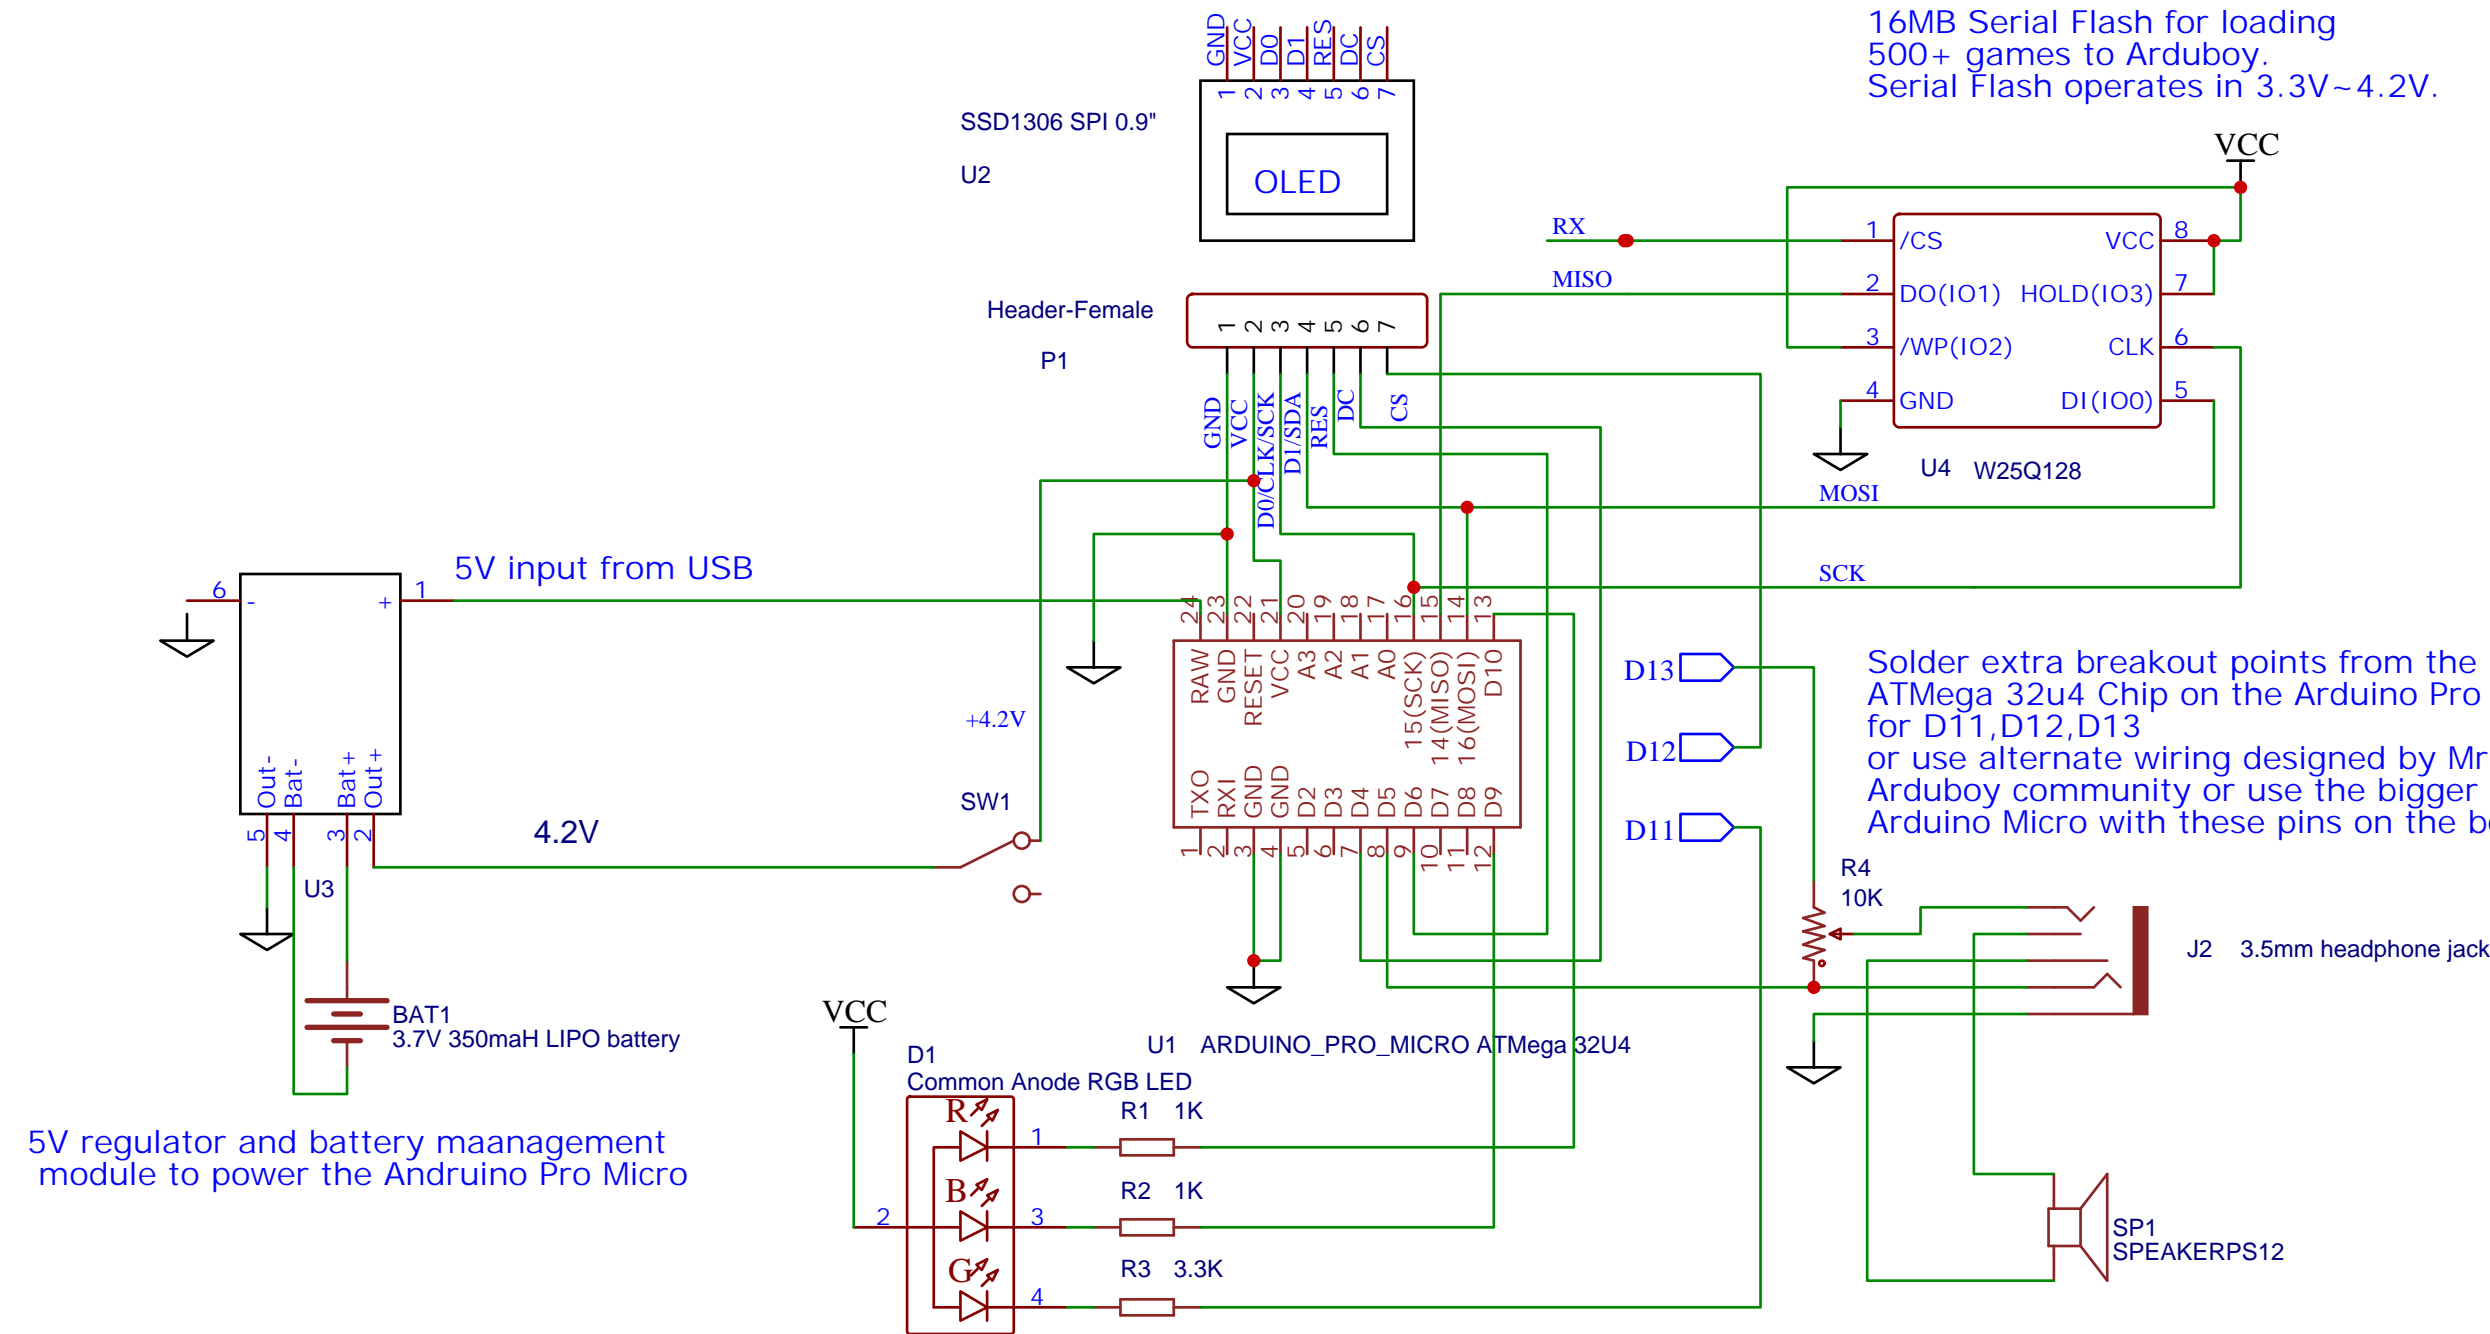 16MB Serial Flash for loading
500+ games to Arduboy.
Serial Flash operates in 3.3V~4.2V.
GND
VCC
D0
D1
RES
DC
CS
1
2
3
4
5
6
7
SSD1306 SPI 0.9"
U2
OLED
VCC
RX
MISO
1
2
3
4
/CS
DO(IO1)
/WP(IO2)
GND
VCC
HOLD(IO3)
CLK
DI(IO0)
8
7
6
5
U4 W25Q128
MOSI
SCK
Header-Female
P1
1
2
3
4
5
6
7
GND
VCC
D0/CLK/SCK
D1/SDA
RES
DC
CS
5V input from USB
6
-
+
1
Out-
Bat-
Bat+
Out+
5
4
3
2
U3
4.2V
+4.2V
SW1
24
23
22
21
20
19
18
17
16
15
14
13
RAW
GND
RESET
VCC
A3
A2
A1
A0
15(SCK)
14(MISO)
16(MOSI)
D10
TXO
RXI
GND
GND
D2
D3
D4
D5
D6
D7
D8
D9
1
2
3
4
5
6
7
8
9
10
11
12
D13
D12
D11
Solder extra breakout points from the
ATMega 32u4 Chip on the Arduino Pro
for D11,D12,D13
or use alternate wiring designed by Mr
Arduboy community or use the bigger
Arduino Micro with these pins on the
R4
10K
J2 3.5mm headphone jack
BAT1
3.7V 350maH LIPO battery
VCC
U1 ARDUINO_PRO_MICRO ATMega 32U4
D1
Common Anode RGB LED
R
B
G
2
1
3
4
R1 1K
R2 1K
R3 3.3K
5V regulator and battery maanagement
module to power the Andruino Pro Micro
SP1
SPEAKERPS12